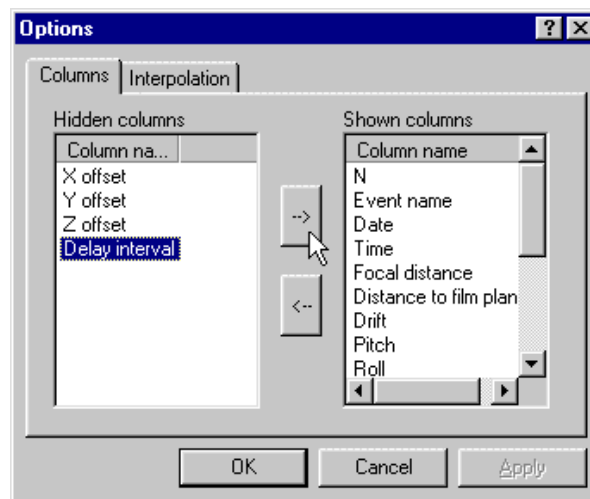 Options
Columns
Interpolation
Hidden columns
Column na...
X offset
Y offset
Z offset
Delay interval
-->
<--
Shown columns
Column name
N
Event name
Date
Time
Focal distance
Distance to film plan
Drift
Pitch
Roll
OK
Cancel
Apply